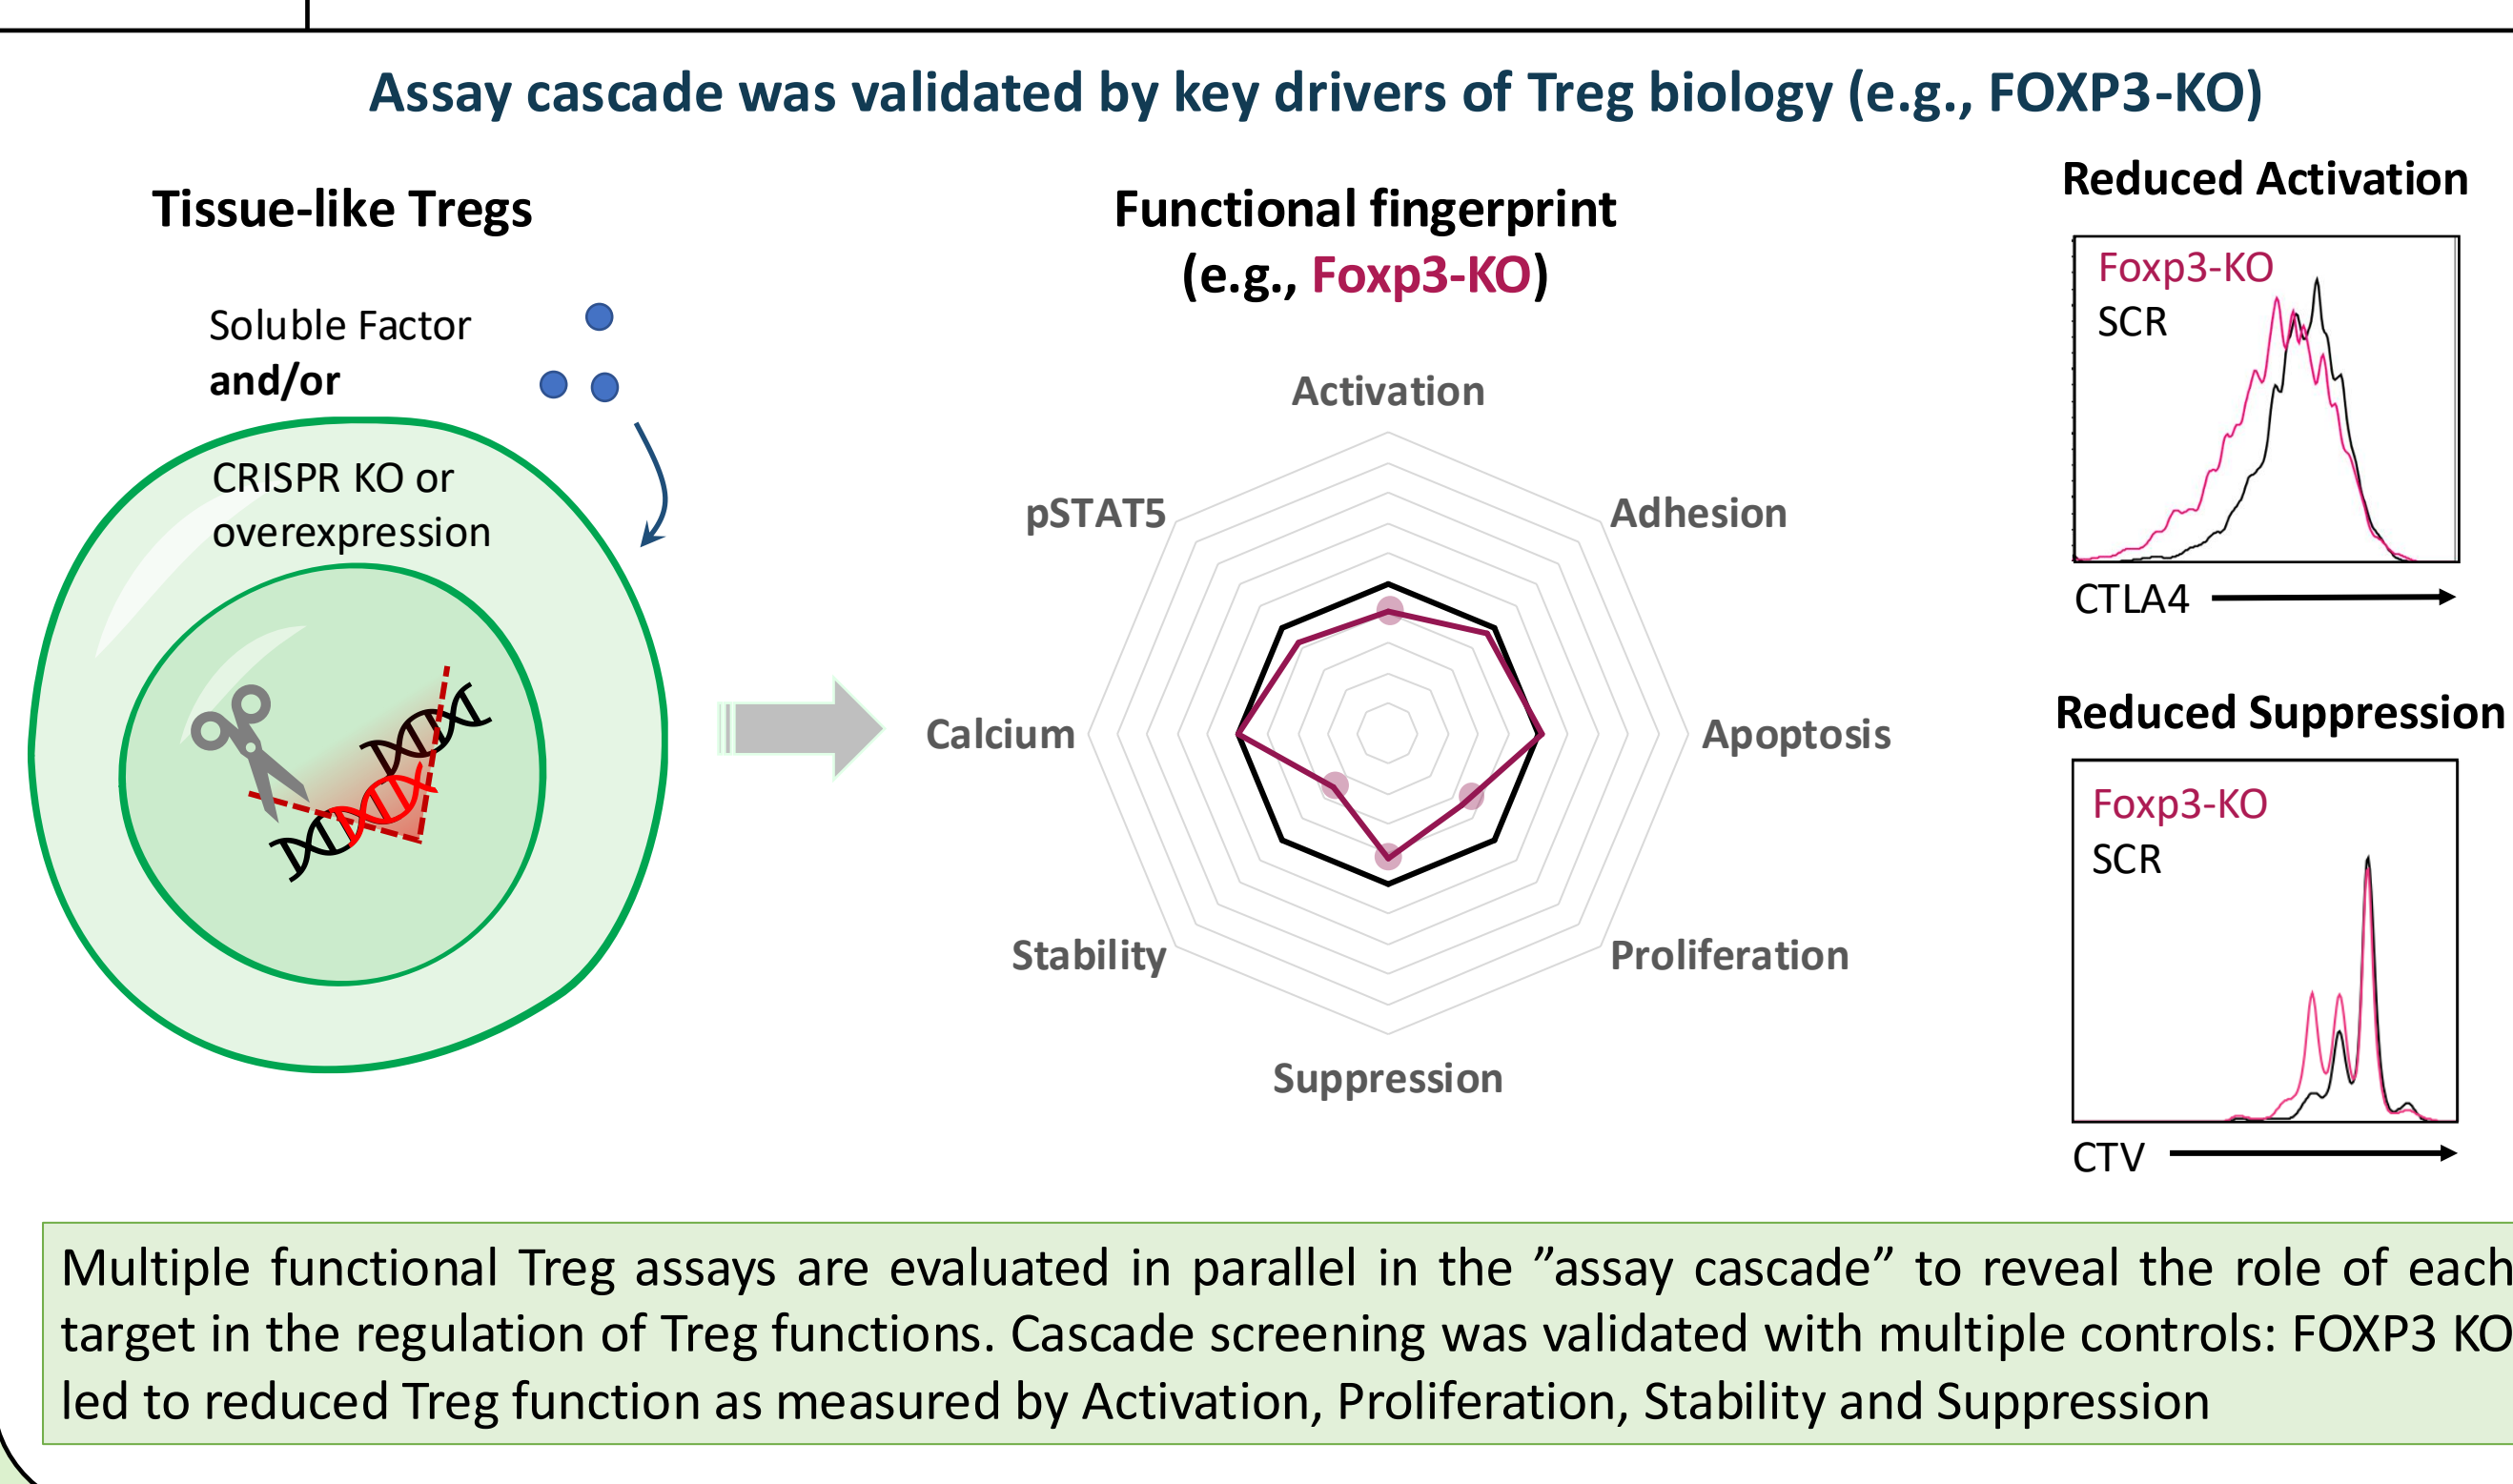 Assay cascade was validated by key drivers of Treg biology (e.g., FOXP3-KO)
Tissue-like Tregs
Soluble Factor
and/or
CRISPR KO or
overexpression
Functional fingerprint
(e.g., Foxp3-KO)
Activation
Adhesion
Apoptosis
Proliferation
Suppression
Stability
Calcium
pSTAT5
Reduced Activation
Foxp3-KO
SCR
CTLA4
Reduced Suppression
Foxp3-KO
SCR
CTV
Multiple functional Treg assays are evaluated in parallel in the ”assay cascade” to reveal the role of each
target in the regulation of Treg functions. Cascade screening was validated with multiple controls: FOXP3 KO
led to reduced Treg function as measured by Activation, Proliferation, Stability and Suppression